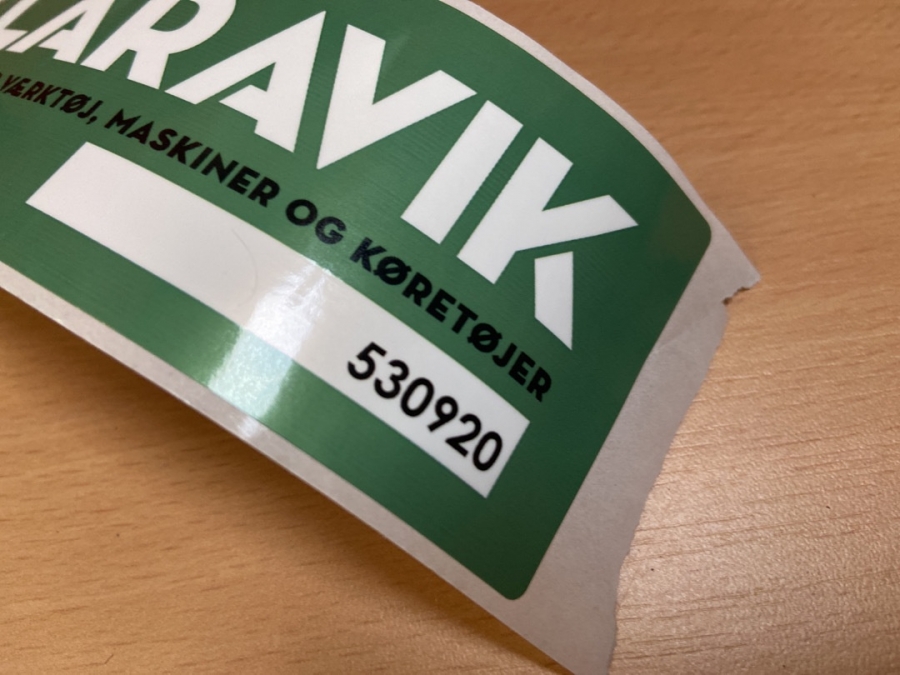 LARAVIK
VÆRKTØJ, MASKINER OG KØRETØJER
530920